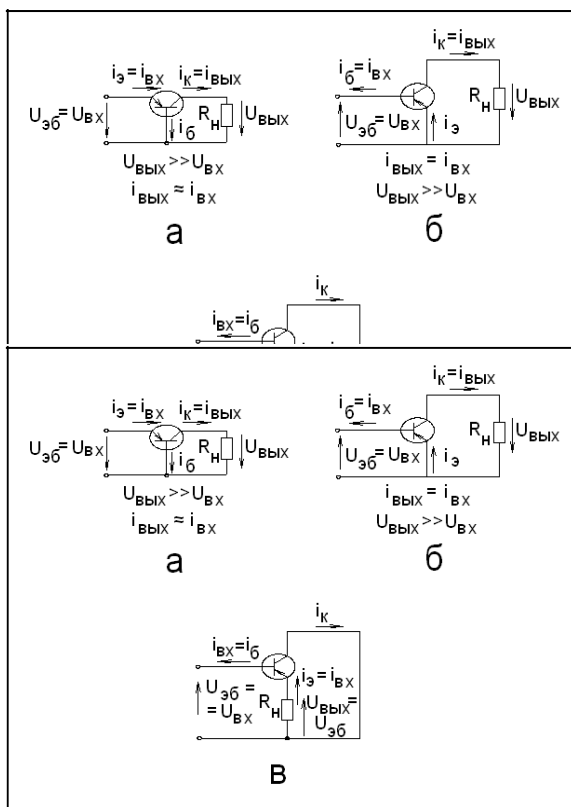 iэ=iвх iк=iвых
Uэб=Uвх iб Rн Uвых
Uвых>>Uвх
iвых ≈ iвх
а
iк=iвых
iб=iвх
Uэб=Uвх iэ Rн Uвых
iвых = iвх
Uвых>>Uвх
б
iк
iвх=iб
iэ=iвх iк=iвых
Uэб=Uвх iб Rн Uвых
Uвых>>Uвх
iвых ≈ iвх
а
iк=iвых
iб=iвх
Uэб=Uвх iэ Rн Uвых
iвых = iвх
Uвых>>Uвх
б
iк
iвх=iб
Uэб =
= Uвх
Rн
iэ=iвх
Uвых=
Uэб
в